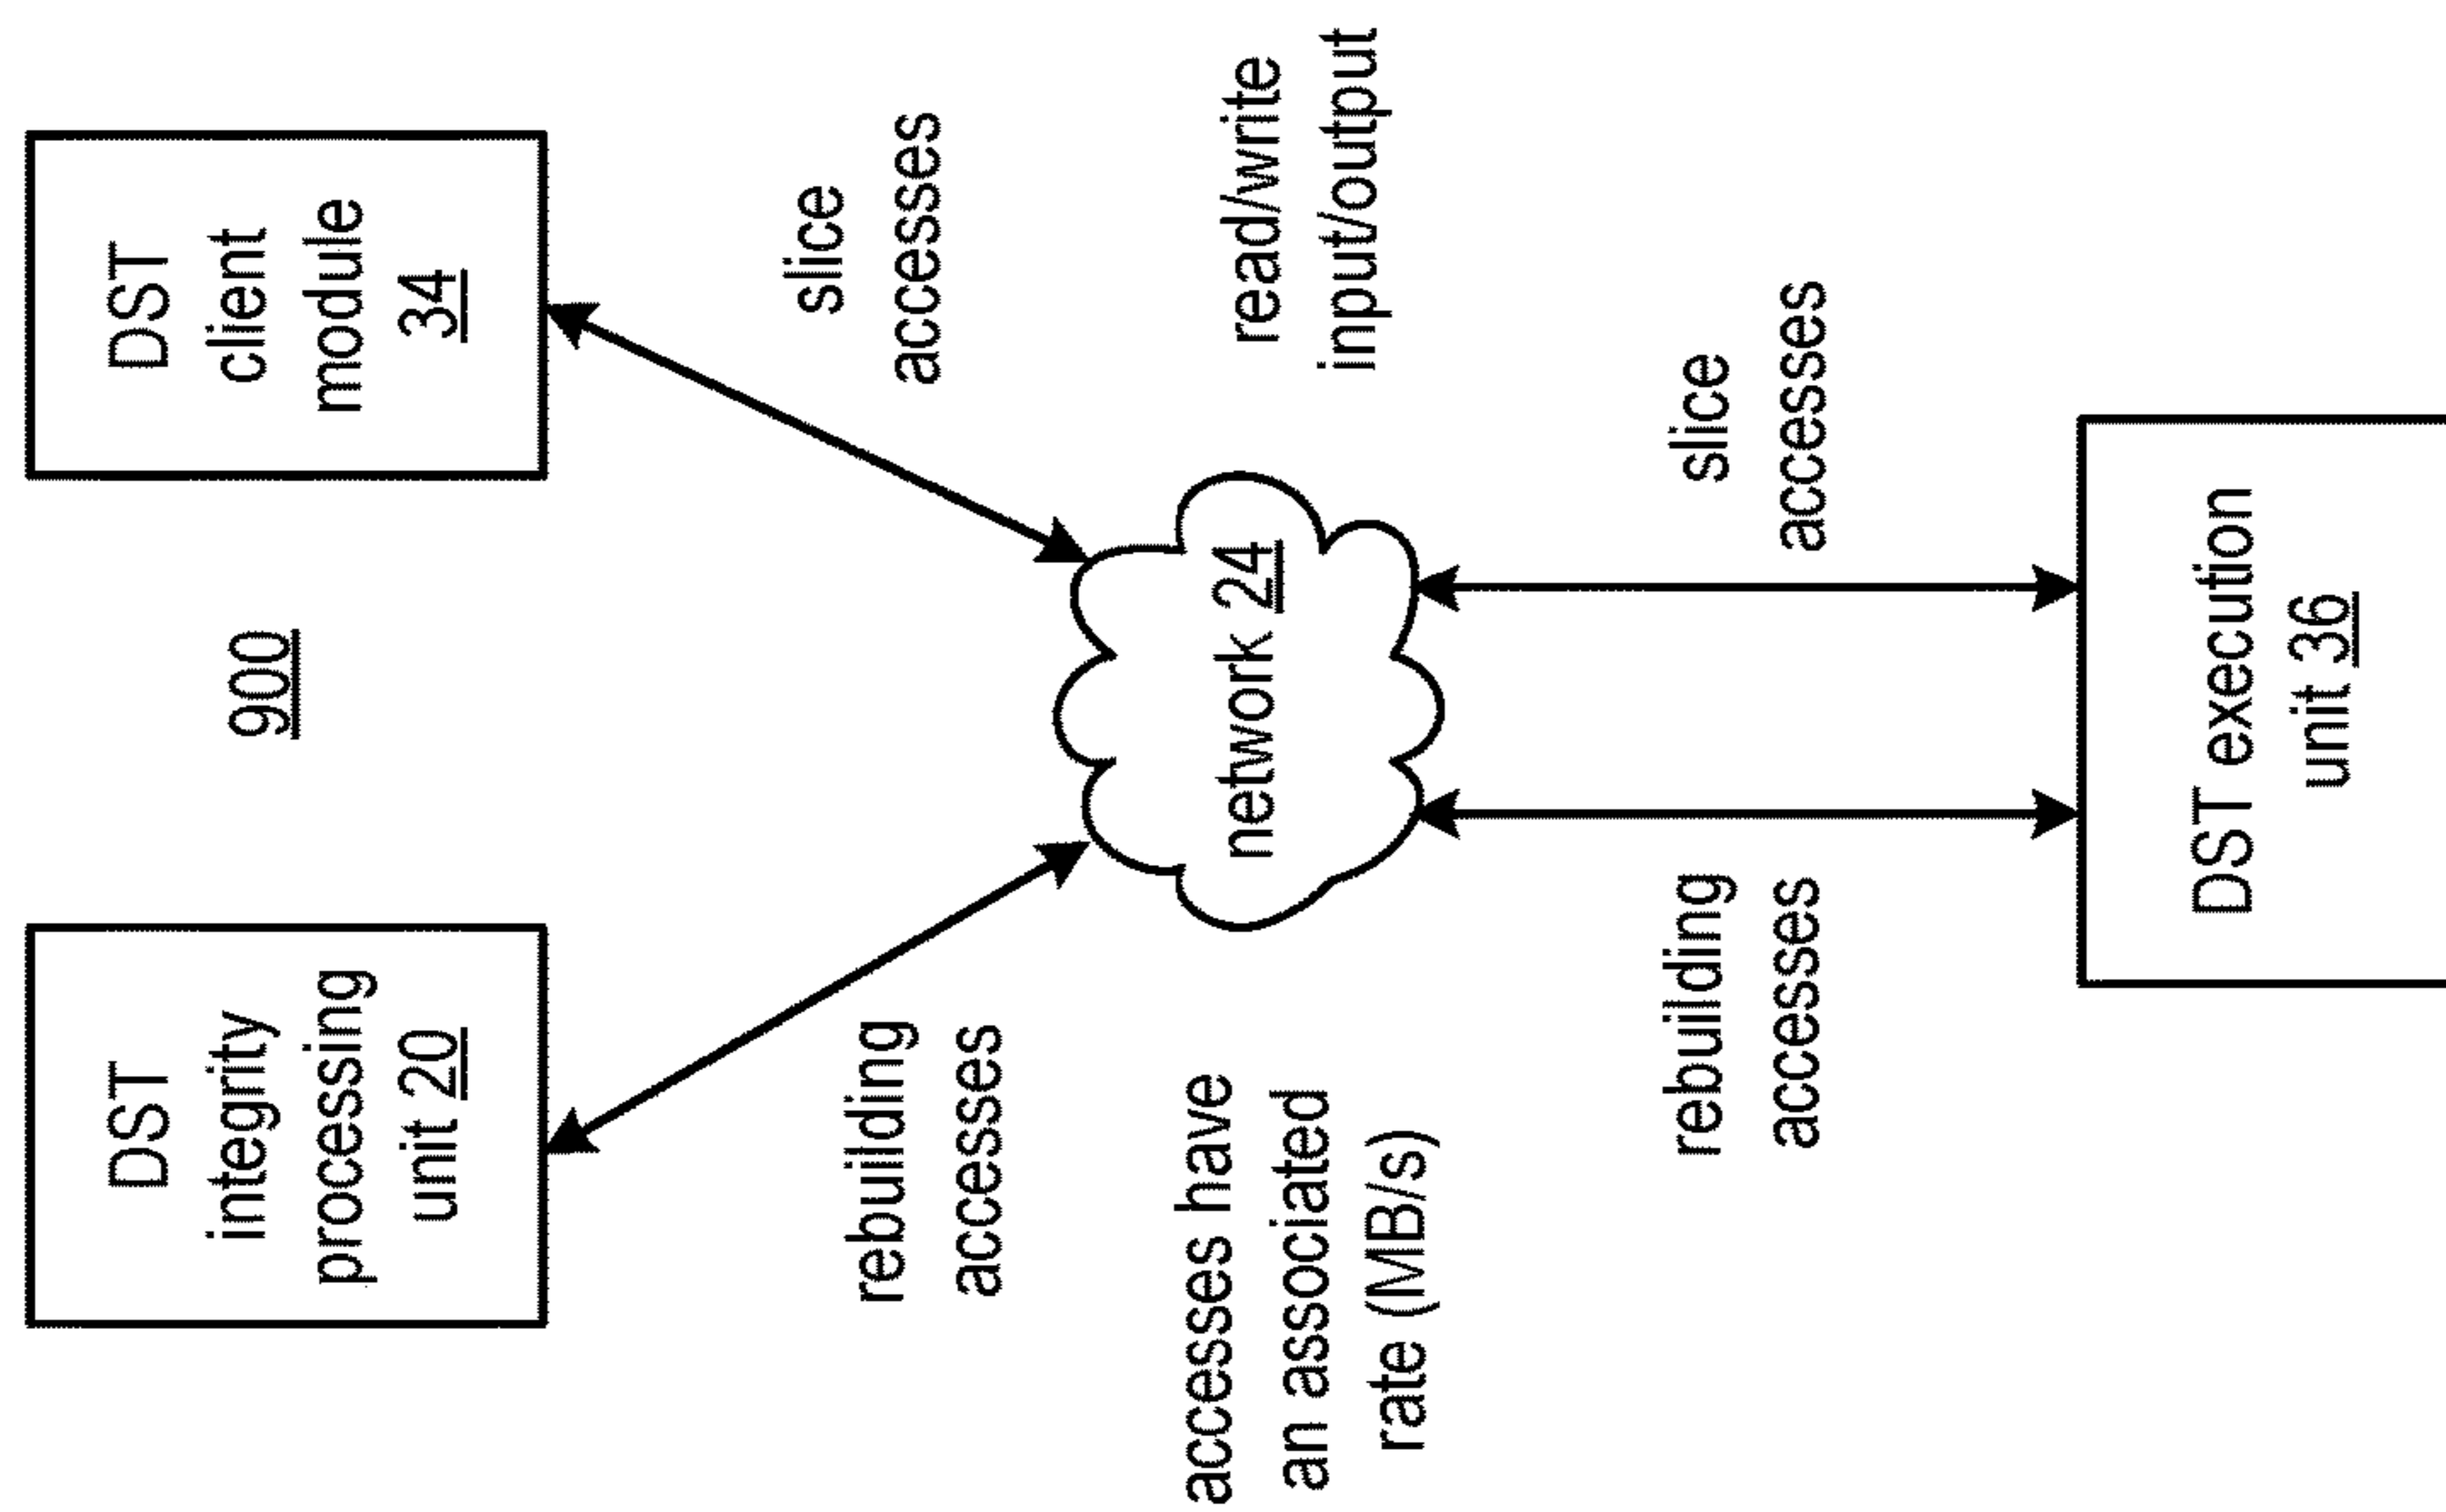 DST
integrity
processing
unit 20
900
DST
client
module
34
rebuilding
accesses
slice
accesses
accesses have
an associated
rate (MB/s)
network 24
read/write
input/output
rebuilding
accesses
slice
accesses
DST execution
unit 36